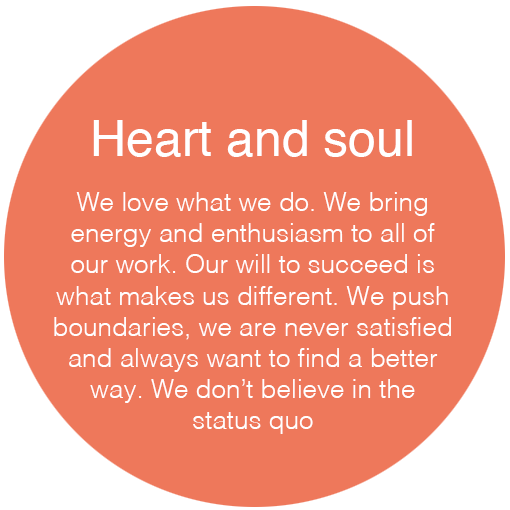 Heart and soul
We love what we do. We bring
energy and enthusiasm to all of
our work. Our will to succeed is
what makes us different. We push
boundaries, we are never satisfied
and always want to find a better
way. We don’t believe in the
status quo